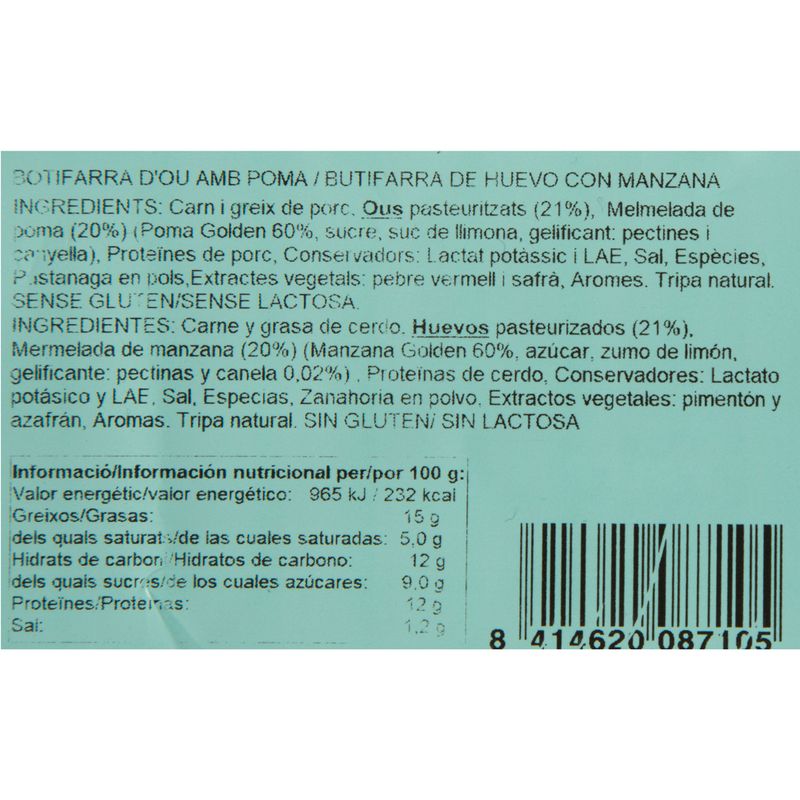 BOTIFARRA D'OU AMB POMA / BUTIFARRA DE HUEVO CON MANZANA
INGREDIENTS: Carn i greix de porc, Ous pasteuritzats (21%), Melmelada de
poma (20%) (Poma Golden 60%, sucre, suc de llimona, gelificant: pectines i
canyella), Proteïnes de porc, Conservadors: Lactat potàssic i LAE, Sal, Espècies,
Pastanaga en pols,Extractes vegetals: pebre vermell i safrà, Aromes. Tripa natural.
SENSE GLUTEN/SENSE LACTOSA.
INGREDIENTES: Carne y grasa de cerdo. Huevos pasteurizados (21%),
Mermelada de manzana (20%) (Manzana Golden 60%, azúcar, zumo de limón,
gelificante: pectinas y canela 0,02%) , Proteínas de cerdo, Conservadores: Lactato
potásico y LAE, Sal, Especias, Zanahoria en polvo, Extractos vegetales: pimentón y
azafrán, Aromas. Tripa natural. SIN GLUTEN/ SIN LACTOSA
Informació/Información nutricional per/por 100 g:
Valor energétic/valor energético: 965 kJ / 232 kcal
Greixos/Grasas: 15 g
dels quals saturats/de las cuales saturadas: 5,0 g
Hidrats de carboni/Hidratos de carbono: 12 g
dels quals sucres/de los cuales azúcares: 9,0 g
Proteïnes/Proteinas: 12 g
Sal: 1,2 g
8 414620 087105